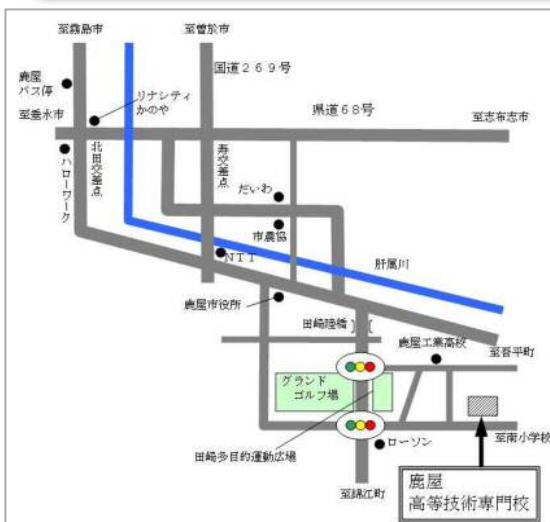 至霧島市
至曽於市
国道269号
鹿屋
バス停
リナシティ
かのや
県道68号
至垂水市
至志布志市
北田交差点
寿交差点
ハローワーク
だいわ
市農協
NTT
肝属川
鹿屋市役所
田崎陸橋
鹿屋工業高校
至吾平町
グランド
ゴルフ場
至南小学校
ローソン
田崎多目的運動広場
至錦江町
鹿屋
高等技術専門校